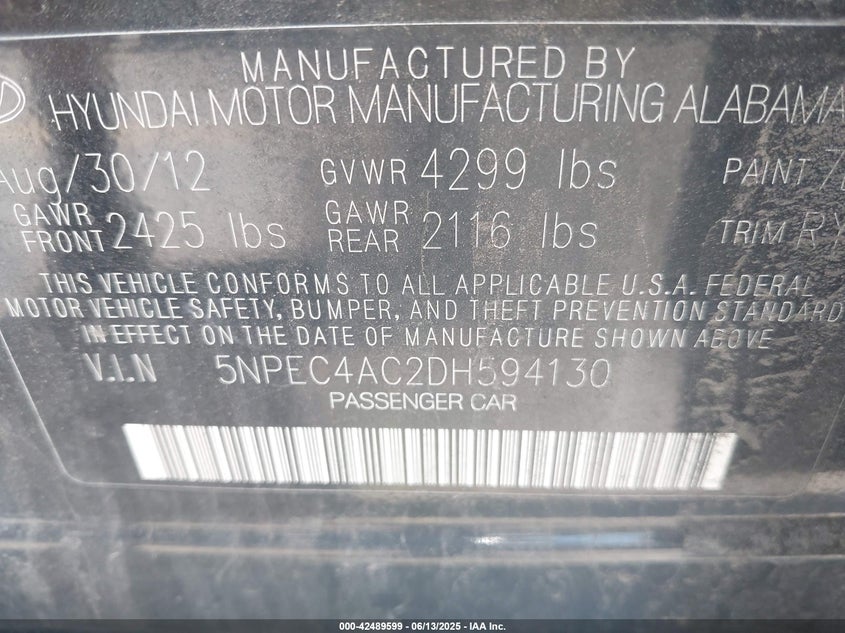 MANUFACTURED BY
HYUNDAI MOTOR MANUFACTURING ALABAMA
Aug/30/12 GVWR 4299 lbs PAINT
GAWR FRONT 2425 lbs GAWR REAR 2116 lbs TRIM RY
THIS VEHICLE CONFORMS TO ALL APPLICABLE U.S.A. FEDERAL
MOTOR VEHICLE SAFETY, BUMPER, AND THEFT PREVENTION STANDARD
IN EFFECT ON THE DATE OF MANUFACTURE SHOWN ABOVE
V.I.N 5NPEC4AC2DH594130
PASSENGER CAR
000-42489599 - 06/13/2025 - IAA Inc.